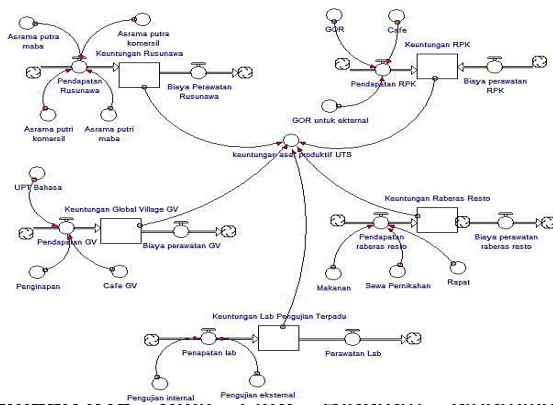 Asrama putra
maba
Asrama putra
komersil
Keuntungan Rusunawa
Pendapatan
Rusunawa
Biaya Perawatan
Rusunawa
Asrama putri
komersil
Asrama putri
maba
GOR
Cafe
Keuntungan RPK
Pendapatan RPK
Biaya perawatan
RPK
GOR untuk ekternal
keuntungan aset produktif UTS
UPT Bahasa
Keuntungan Global Village GV
Pendapatan GV
Biaya perawatan GV
Penginapan
Cafe GV
Keuntungan Raberas Resto
Pendapatan
raberas resto
Biaya perawatan
raberas resto
Makanan
Sewa Pernikahan
Rapat
Keuntungan Lab Pengujian Terpadu
Penapatan lab
Perawatan Lab
Pengujian internal
Pengujian eksternal